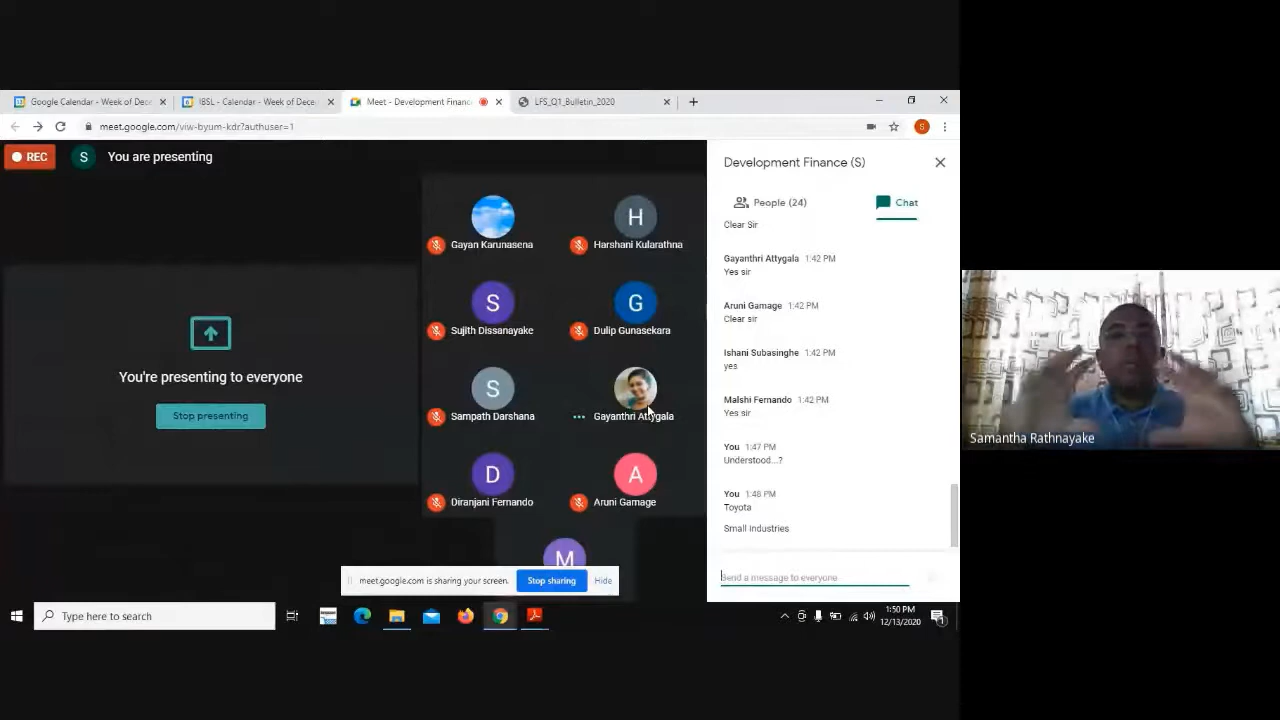 Google Calendar - Week of Dece
IBSL - Calendar - Week of Decem
Meet - Development Financ
LFS_Q1_Bulletin_2020
meet.google.com/viw-byum-kdr?authuser=1
S
REC
S
You are presenting
Development Finance (S)
People (24)
Chat
Clear Sir
Gayan Karunasena
H
Harshani Kularathna
Gayanthri Attygala 1:42 PM
Yes sir
S
Sujith Dissanayake
G
Dulip Gunasekara
Aruni Gamage 1:42 PM
Clear sir
Ishani Subasinghe 1:42 PM
yes
You're presenting to everyone
Stop presenting
S
Sampath Darshana
Gayanthri Attygala
Malshi Fernando 1:42 PM
Yes sir
D
Diranjani Fernando
A
Aruni Gamage
You 1:47 PM
Understood...?
You 1:48 PM
Toyota
Small Industries
M
meet.google.com is sharing your screen.
Stop sharing
Hide
Send a message to everyone
Type here to search
1:50 PM
12/13/2020
1
Samantha Rathnayake